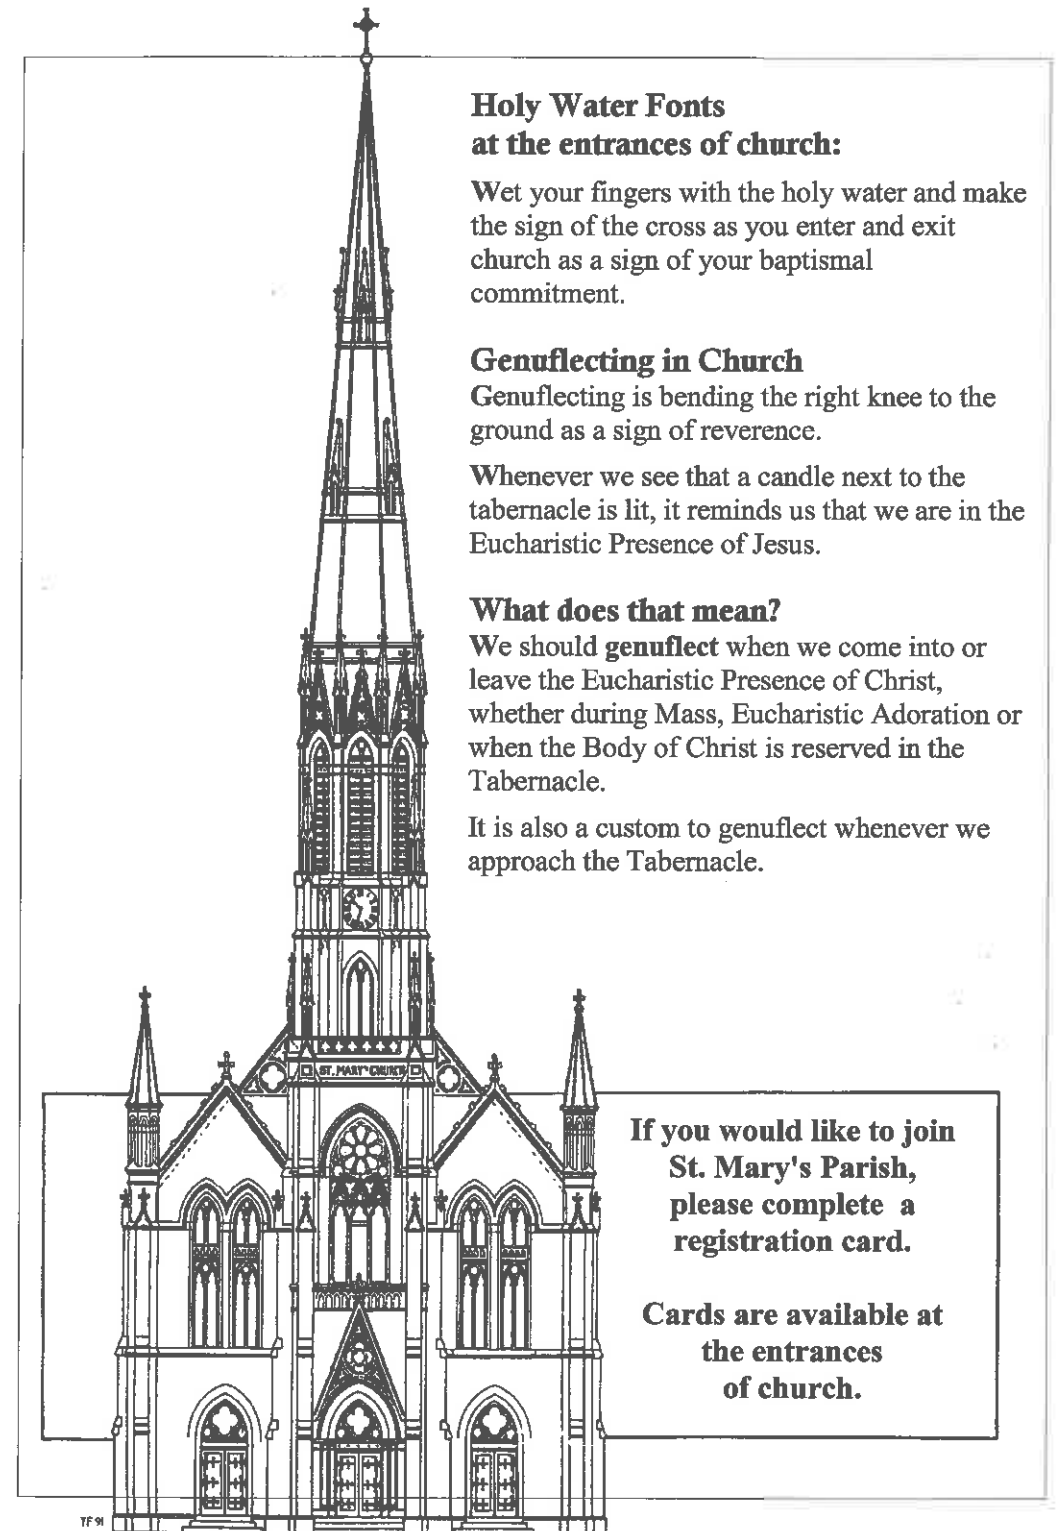 Holy Water Fonts
at the entrances of church:
Wet your fingers with the holy water and make
the sign of the cross as you enter and exit
church as a sign of your baptismal
commitment.
Genuflecting in Church
Genuflecting is bending the right knee to the
ground as a sign of reverence.
Whenever we see that a candle next to the
tabernacle is lit, it reminds us that we are in the
Eucharistic Presence of Jesus.
What does that mean?
We should genuflect when we come into or
leave the Eucharistic Presence of Christ,
whether during Mass, Eucharistic Adoration or
when the Body of Christ is reserved in the
Tabernacle.
It is also a custom to genuflect whenever we
approach the Tabernacle.
ST. MARY'S CHURCH
If you would like to join
St. Mary's Parish,
please complete a
registration card.
Cards are available at
the entrances
of church.
TF 91